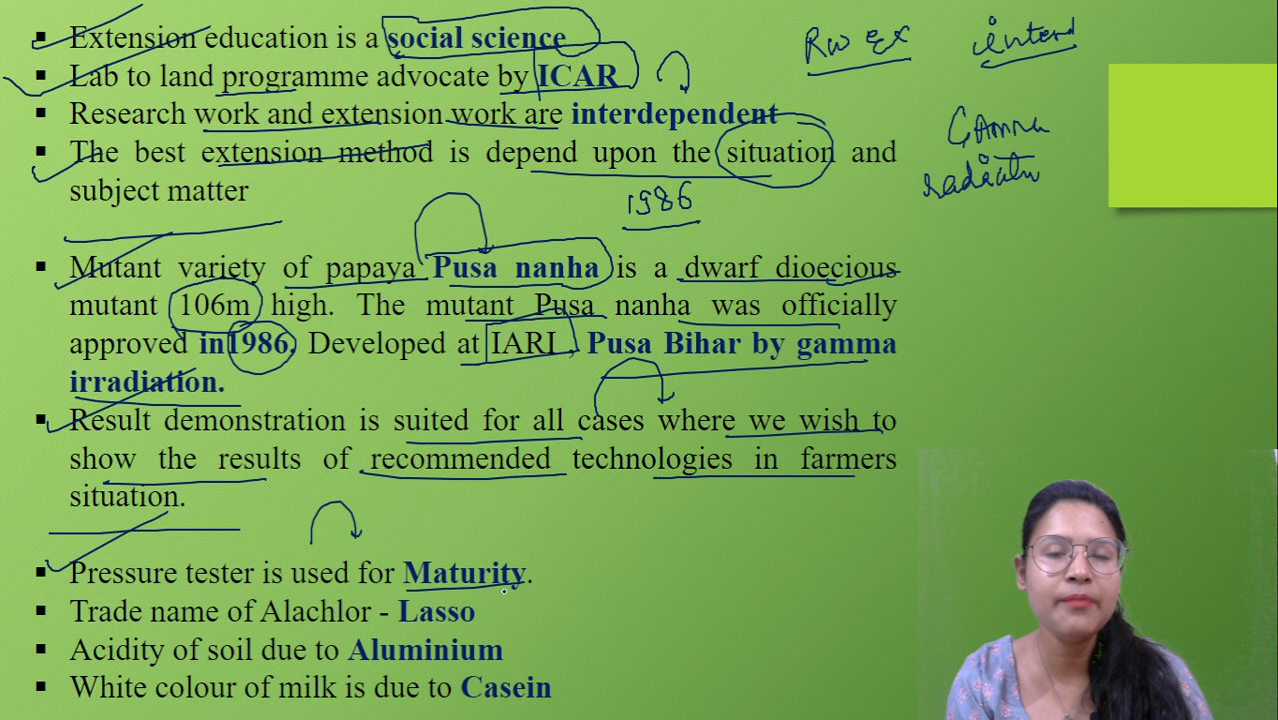 ▪ Extension education is a social science
▪ Lab to land programme advocate by ICAR
▪ Research work and extension work are interdependent
▪ The best extension method is depend upon the situation and
subject matter
▪ Mutant variety of papaya Pusa nanha is a dwarf dioecious
mutant 106m high. The mutant Pusa nanha was officially
approved in1986. Developed at IARI , Pusa Bihar by gamma
irradiation.
▪ Result demonstration is suited for all cases where we wish to
show the results of recommended technologies in farmers
situation.
▪ Pressure tester is used for Maturity.
▪ Trade name of Alachlor - Lasso
▪ Acidity of soil due to Aluminium
▪ White colour of milk is due to Casein
RW EX
1986